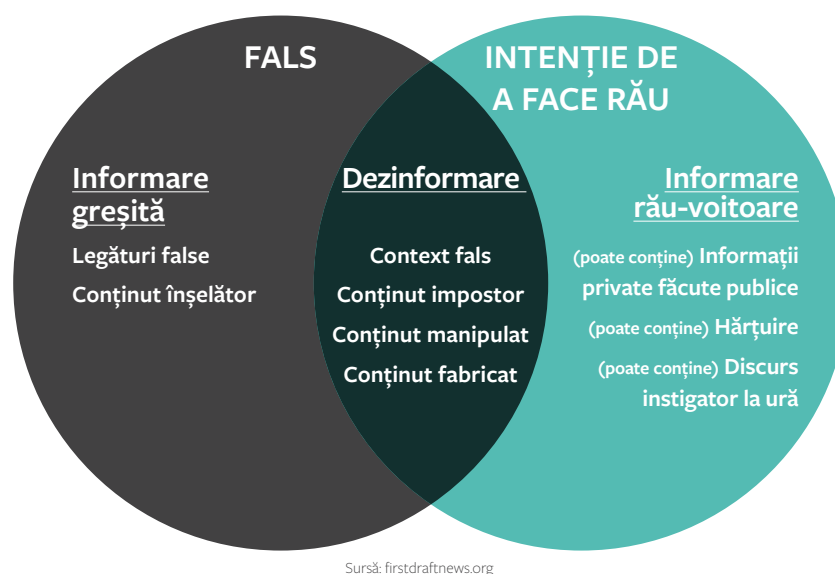 FALS
INTENȚIE DE
A FACE RĂU
Informare
greșită
Legături false
Conținut înșelător
Dezinformare
Context fals
Conținut impostor
Conținut manipulat
Conținut fabricat
Informare
rău-voitoare
(poate conține) Informații
private făcute publice
(poate conține) Hărțuire
(poate conține) Discurs
instigator la ură
Sursă: firstdraftnews.org